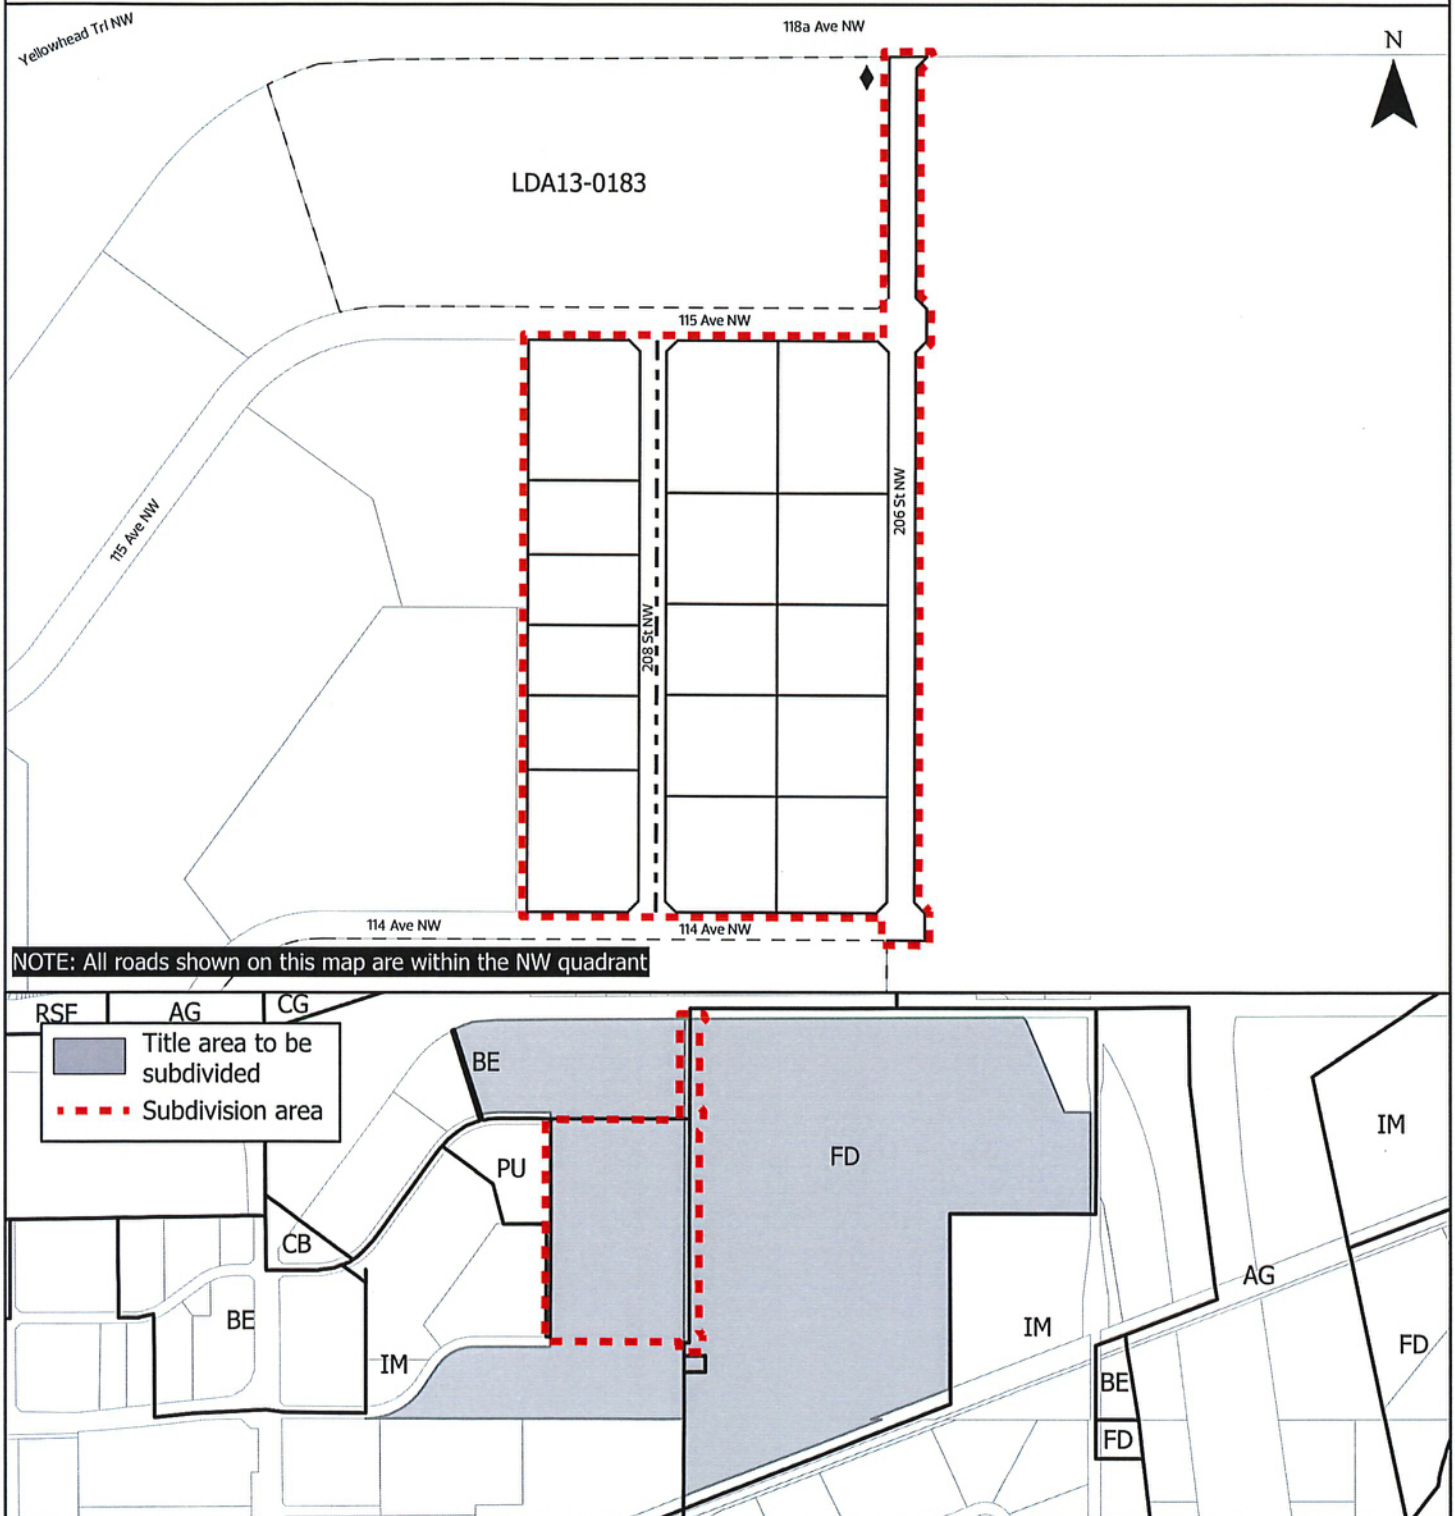 118a Ave NW
Yellowhead Trl NW
N
LDA13-0183
115 Ave NW
206 St NW
115 Ave NW
208 St NW
114 Ave NW
114 Ave NW
NOTE: All roads shown on this map are within the NW quadrant
RSF
AG
CG
Title area to be
subdivided
Subdivision area
BE
IM
FD
PU
CB
AG
BE
IM
FD
IM
BE
FD